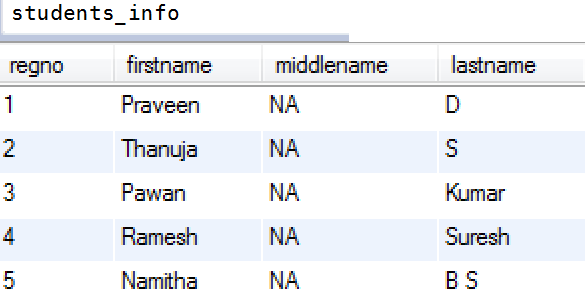 students_info
regno firstname middlename lastname
1 Praveen NA D
2 Thanuja NA S
3 Pawan NA Kumar
4 Ramesh NA Suresh
5 Namitha NA B S